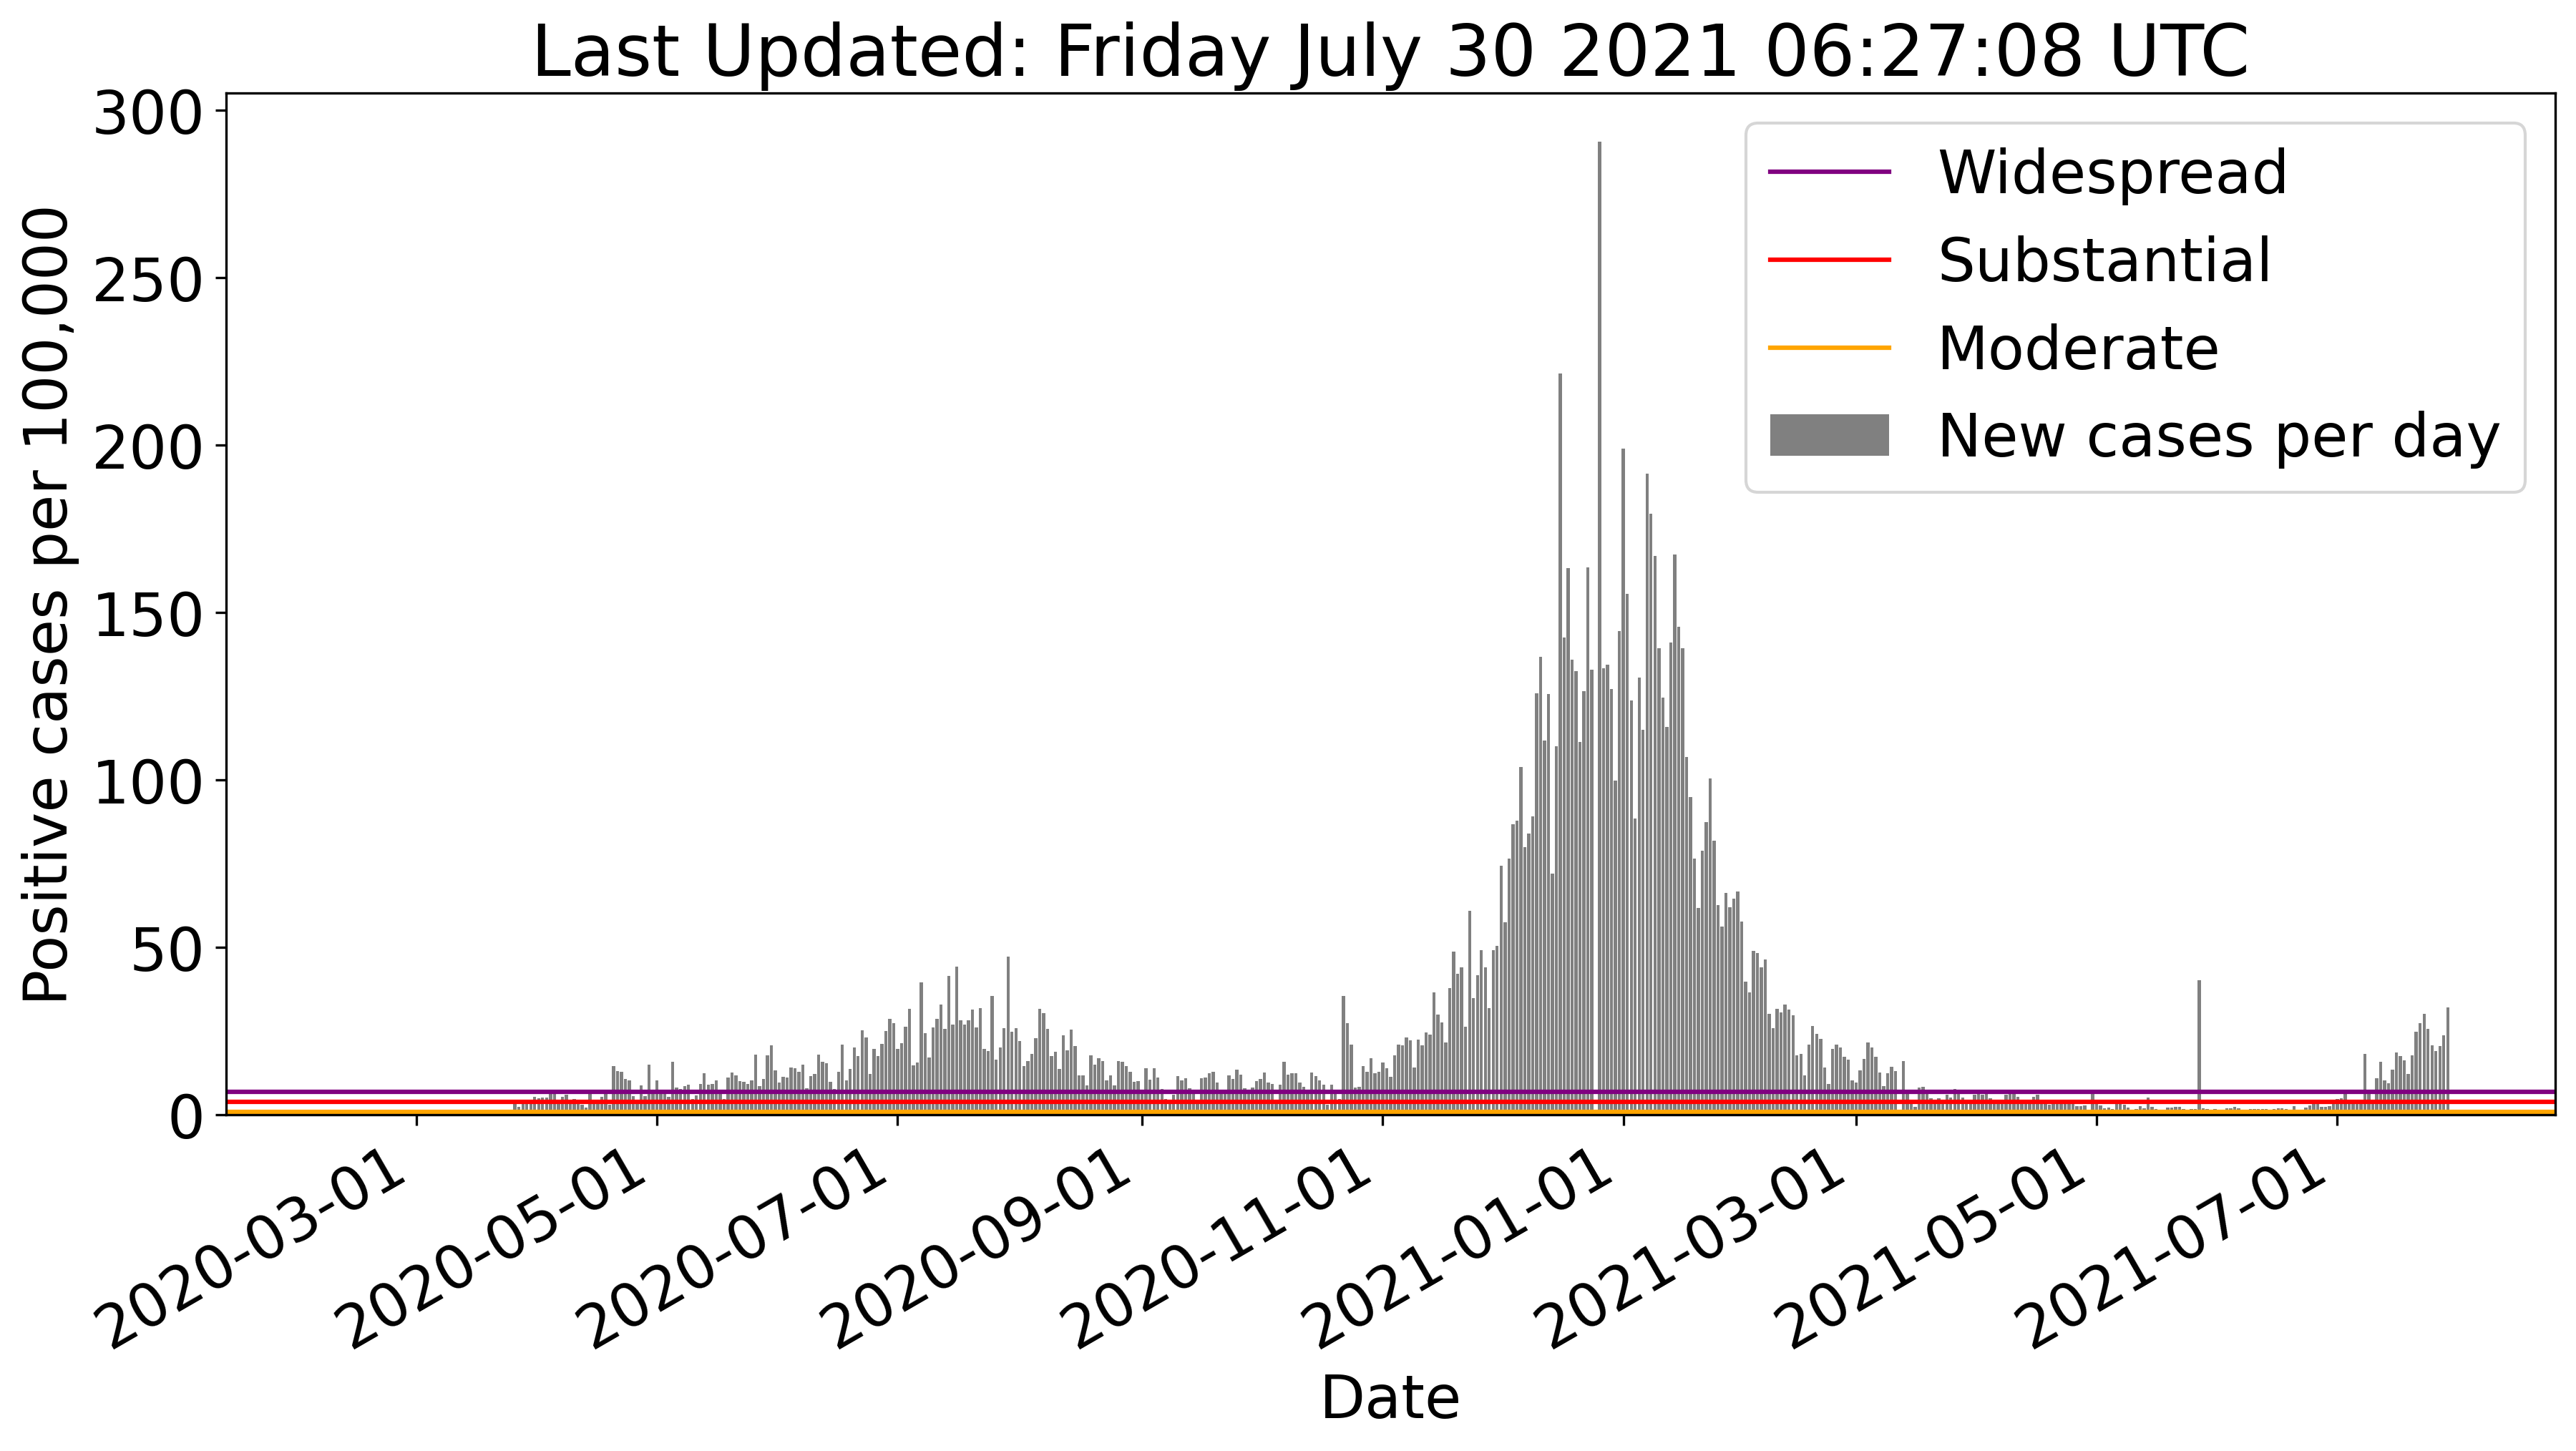 Last Updated: Friday July 30 2021 06:27:08 UTC
Positive cases per 100,000
300
250
200
150
100
50
0
Widespread
Substantial
Moderate
New cases per day
2020-03-01
2020-05-01
2020-07-01
2020-09-01
2020-11-01
2021-01-01
2021-03-01
2021-05-01
2021-07-01
Date